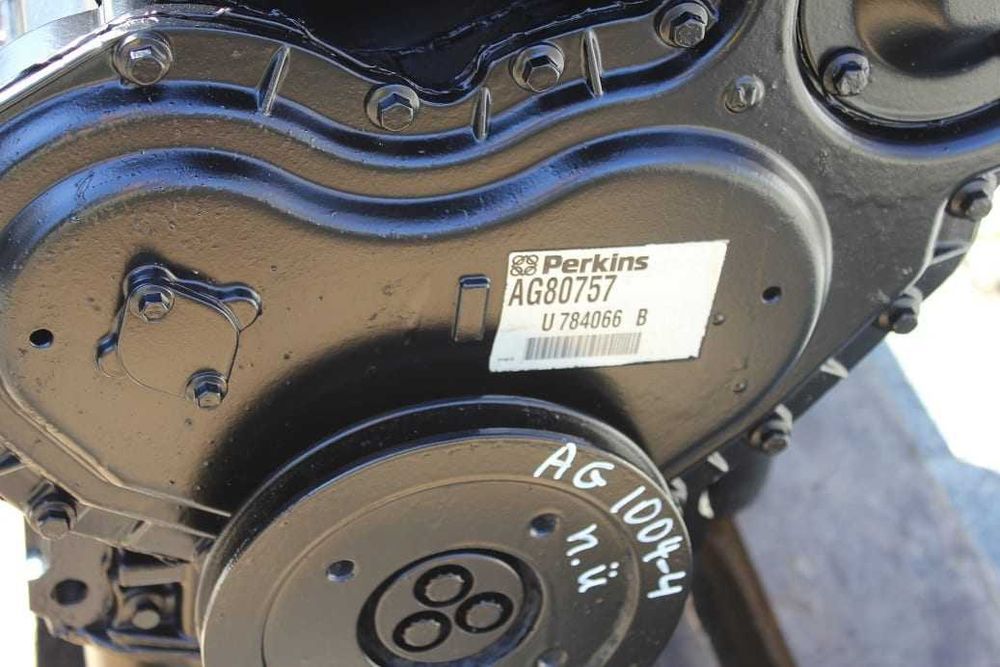 Perkins
AG80757
U 784066 B
AG 1004-4
n.ü